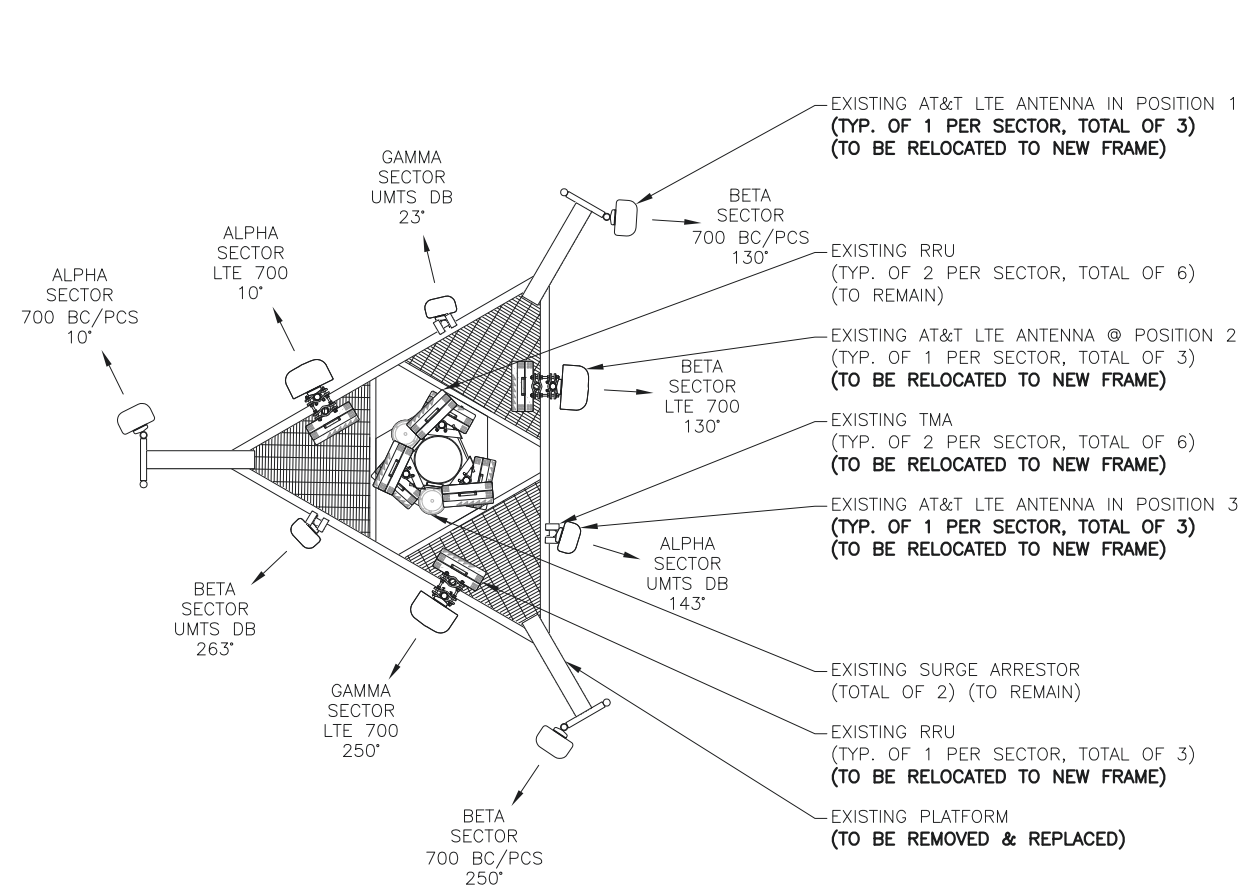 EXISTING AT&T LTE ANTENNA IN POSITION 1
(TYP. OF 1 PER SECTOR, TOTAL OF 3)
(TO BE RELOCATED TO NEW FRAME)
GAMMA
SECTOR
UMTS DB
23°
BETA
SECTOR
700 BC/PCS
130°
ALPHA
SECTOR
LTE 700
10°
EXISTING RRU
(TYP. OF 2 PER SECTOR, TOTAL OF 6)
(TO REMAIN)
ALPHA
SECTOR
700 BC/PCS
10°
EXISTING AT&T LTE ANTENNA @ POSITION 2
(TYP. OF 1 PER SECTOR, TOTAL OF 3)
(TO BE RELOCATED TO NEW FRAME)
BETA
SECTOR
LTE 700
130°
EXISTING TMA
(TYP. OF 2 PER SECTOR, TOTAL OF 6)
(TO BE RELOCATED TO NEW FRAME)
EXISTING AT&T LTE ANTENNA IN POSITION 3
(TYP. OF 1 PER SECTOR, TOTAL OF 3)
(TO BE RELOCATED TO NEW FRAME)
ALPHA
SECTOR
UMTS DB
143°
BETA
SECTOR
UMTS DB
263°
EXISTING SURGE ARRESTOR
(TOTAL OF 2) (TO REMAIN)
GAMMA
SECTOR
LTE 700
250°
EXISTING RRU
(TYP. OF 1 PER SECTOR, TOTAL OF 3)
(TO BE RELOCATED TO NEW FRAME)
BETA
SECTOR
700 BC/PCS
250°
EXISTING PLATFORM
(TO BE REMOVED & REPLACED)